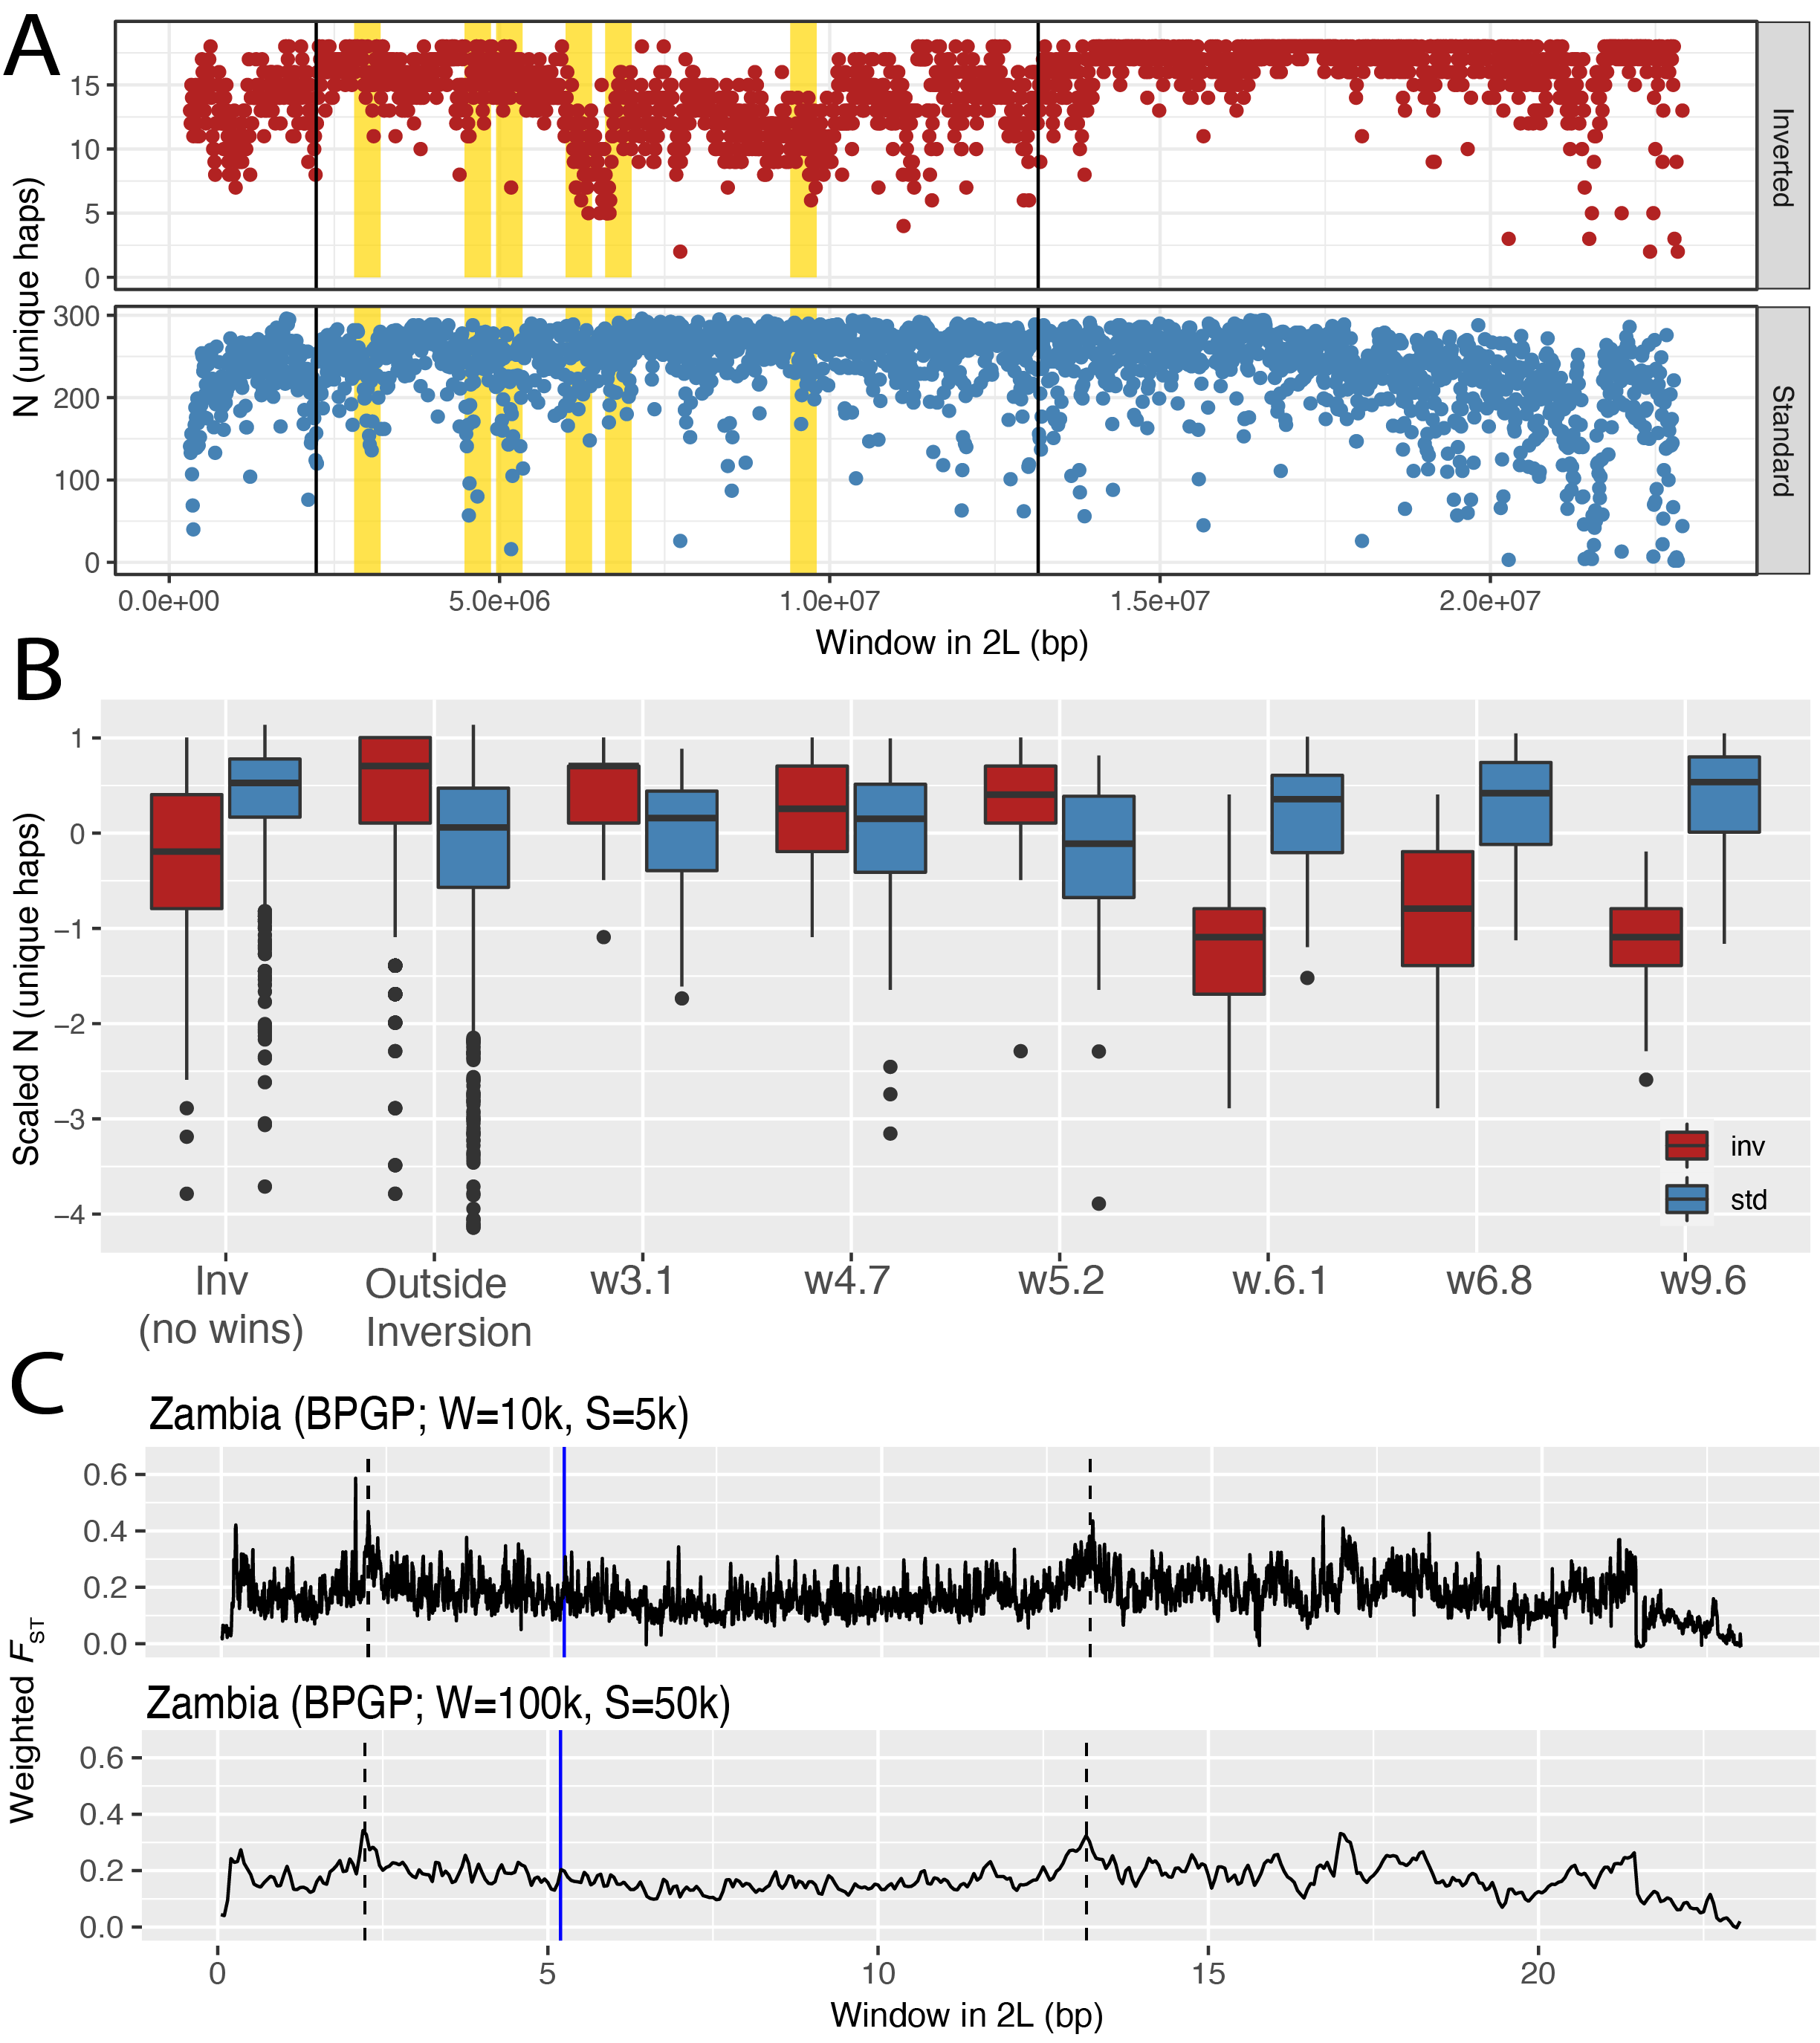 A
N (unique haps)
15
10
5
0
Inverted
300
200
100
0
Standard
0.0e+00 5.0e+06 1.0e+07 1.5e+07 2.0e+07
Window in 2L (bp)
B
Scaled N (unique haps)
1
0
−1
−2
−3
−4
inv
std
Inv (no wins)
Outside Inversion
w3.1
w4.7
w5.2
w.6.1
w6.8
w9.6
C
Zambia (BPGP; W=10k, S=5k)
0.6
0.4
0.2
0.0
Weighted FST
Zambia (BPGP; W=100k, S=50k)
0.6
0.4
0.2
0.0
0 5 10 15 20
Window in 2L (bp)